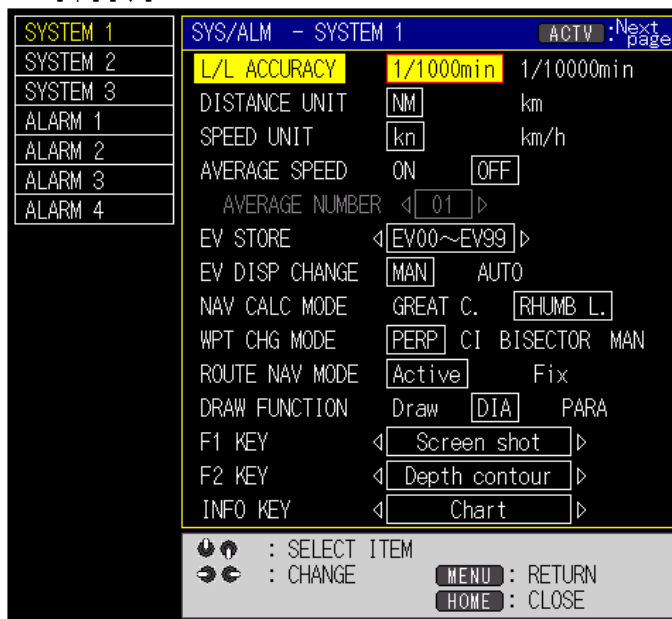 SYSTEM 1
SYSTEM 2
SYSTEM 3
ALARM 1
ALARM 2
ALARM 3
ALARM 4
SYS/ALM - SYSTEM 1 ACTV :Next page
L/L ACCURACY 1/1000min 1/10000min
DISTANCE UNIT NM km
SPEED UNIT kn km/h
AVERAGE SPEED ON OFF
AVERAGE NUMBER 01
EV STORE EV00~EV99
EV DISP CHANGE MAN AUTO
NAV CALC MODE GREAT C. RHUMB L.
WPT CHG MODE PERP CI BISECTOR MAN
ROUTE NAV MODE Active Fix
DRAW FUNCTION Draw DIA PARA
F1 KEY Screen shot
F2 KEY Depth contour
INFO KEY Chart
: SELECT ITEM
: CHANGE MENU : RETURN
HOME : CLOSE